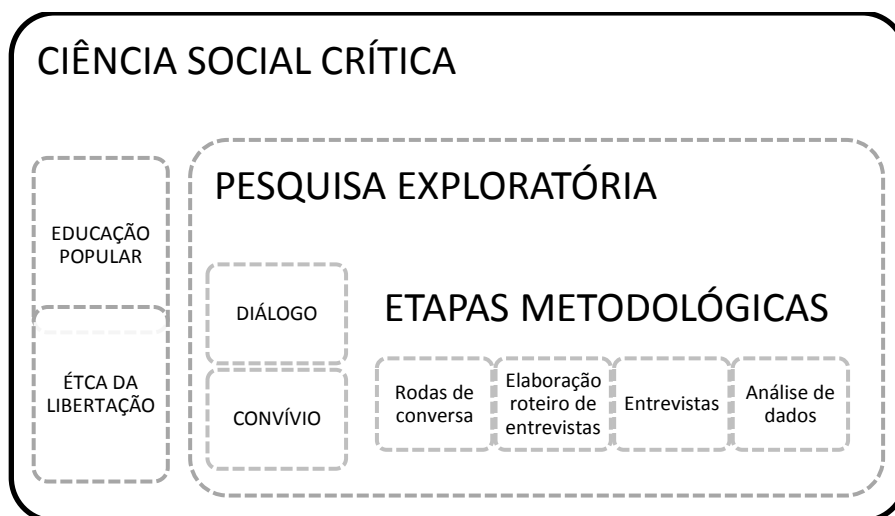 CIÊNCIA SOCIAL CRÍTICA
EDUCAÇÃO
POPULAR
ÉTCA DA
LIBERTAÇÃO
PESQUISA EXPLORATÓRIA
DIÁLOGO
CONVÍVIO
ETAPAS METODOLÓGICAS
Rodas de
conversa
Elaboração
roteiro de
entrevistas
Entrevistas
Análise de
dados